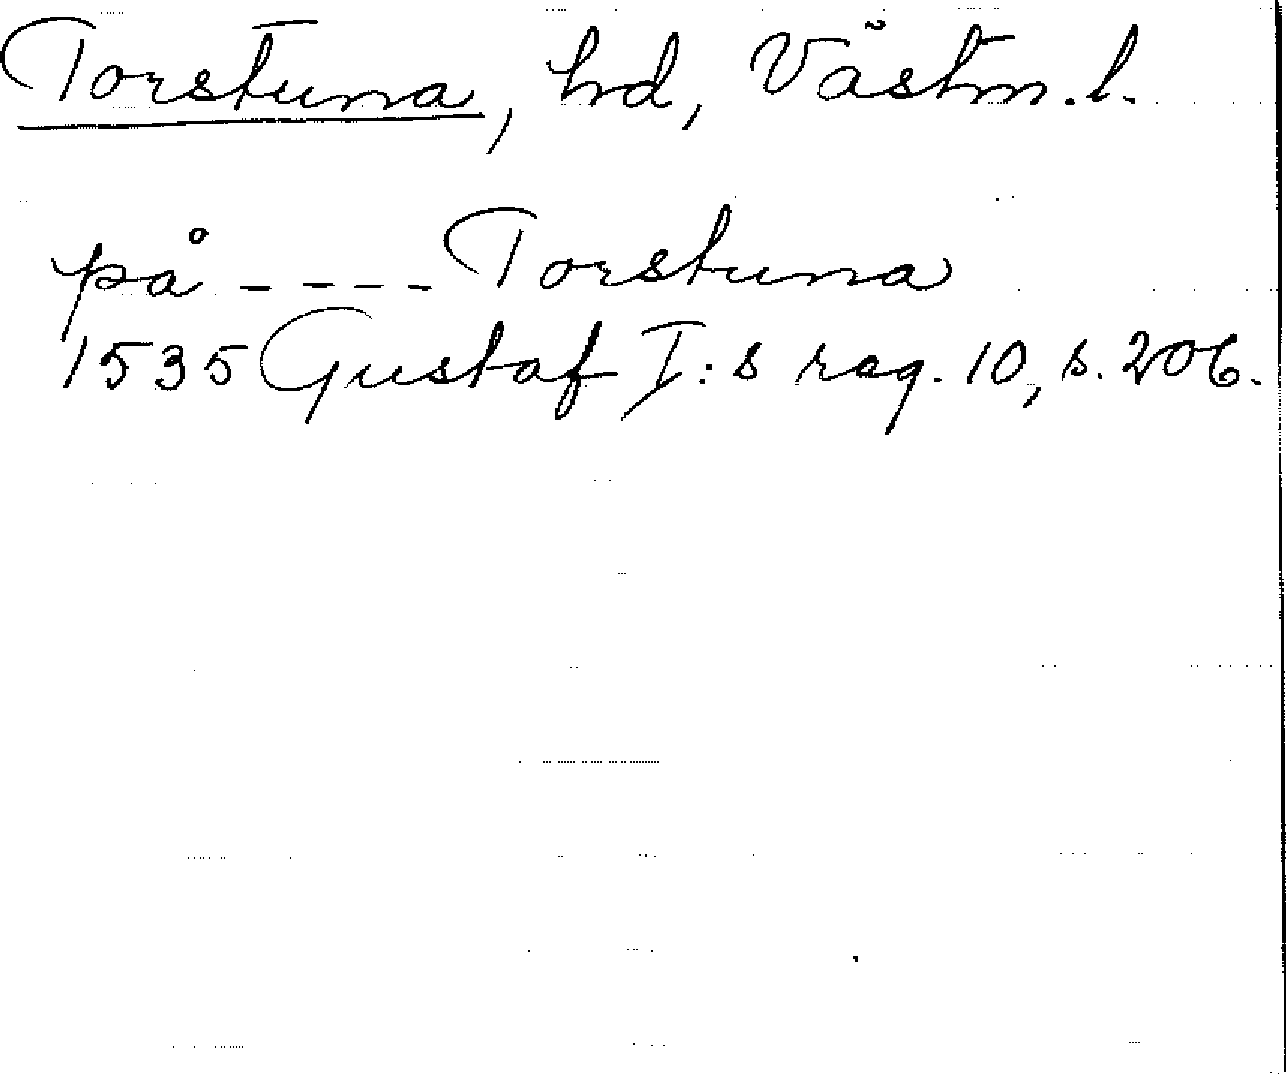 Torstuna, hd, Västm. l.
på - - - - Torstuna
1535 Gustaf I:s reg. 10, s. 206.